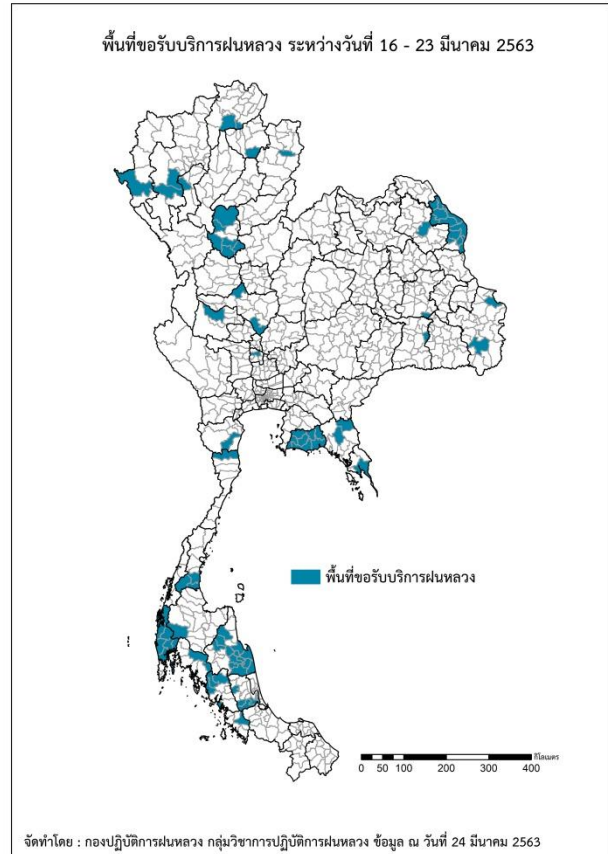 พื้นที่ขอรับบริการฝนหลวง ระหว่างวันที่ 16 - 23 มีนาคม 2563
พื้นที่ขอรับบริการฝนหลวง
กิโลเมตร
0 50 100 200 300 400
จัดทำโดย : กองปฏิบัติการฝนหลวง กลุ่มวิชาการปฏิบัติการฝนหลวง ข้อมูล ณ วันที่ 24 มีนาคม 2563